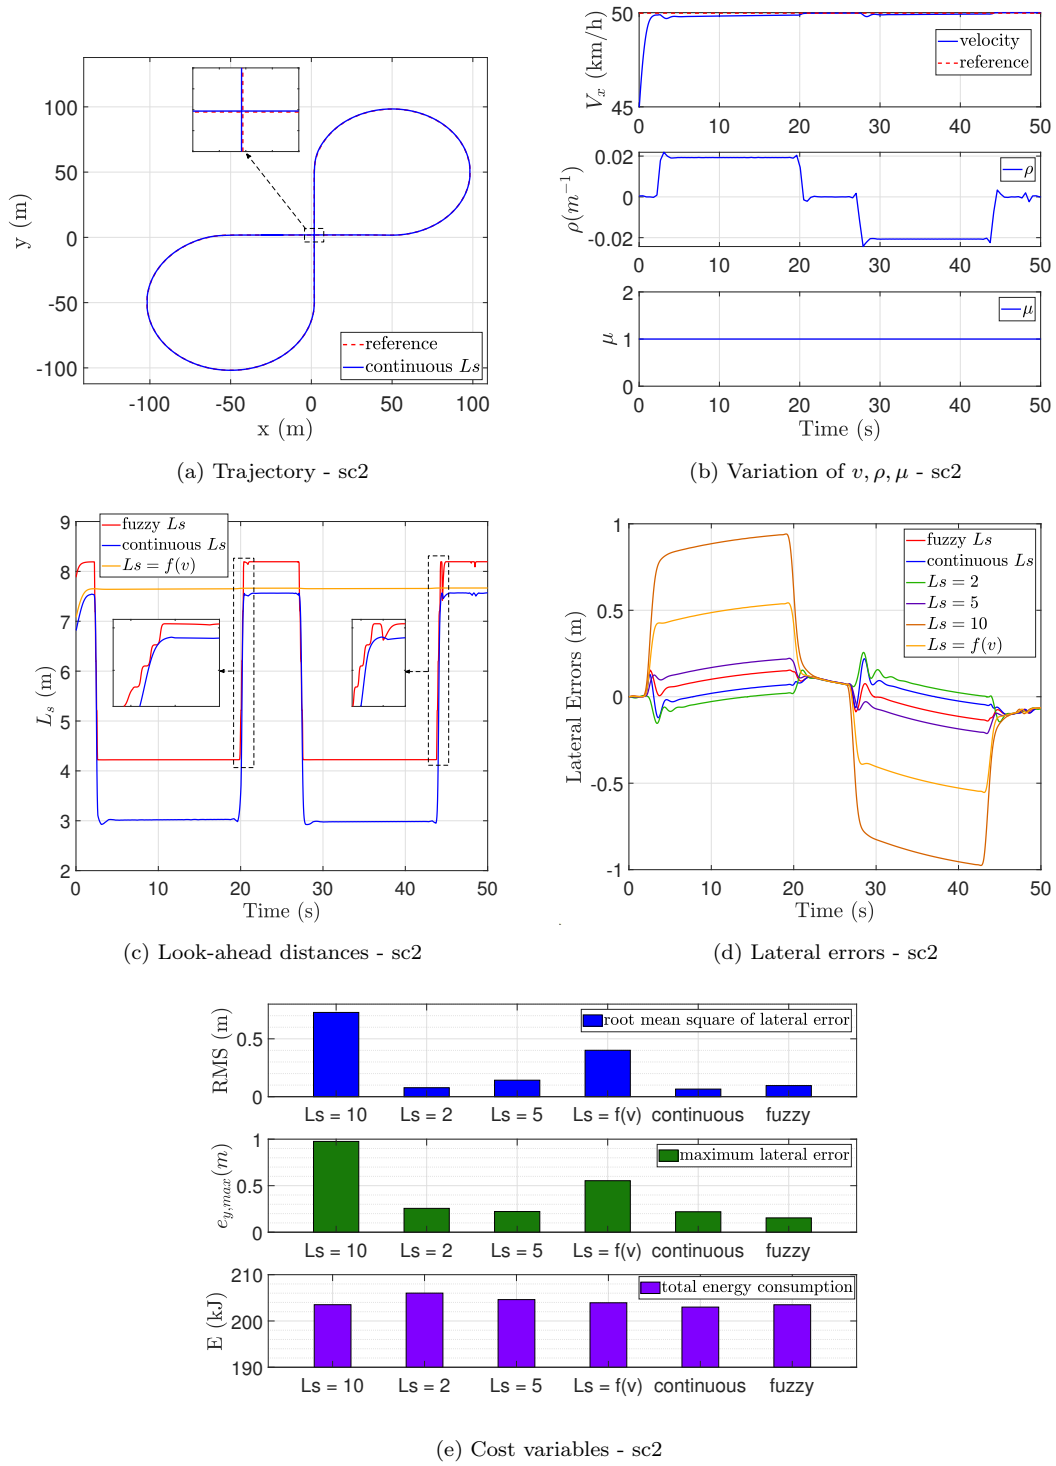 100
50
0
-50
-100
y (m)
-100
-50
0
50
100
x (m)
reference
continuous Ls
(a) Trajectory - sc2
50
45
V_x (km/h)
velocity
reference
0
10
20
30
40
50
0.02
0
-0.02
ρ(m^{-1})
ρ
0
10
20
30
40
50
2
1
0
μ
μ
0
10
20
30
40
50
Time (s)
(b) Variation of v, ρ, μ - sc2
9
8
7
6
5
4
3
2
L_s (m)
fuzzy Ls
continuous Ls
Ls = f(v)
0
10
20
30
40
50
Time (s)
(c) Look-ahead distances - sc2
1
0.5
0
-0.5
-1
Lateral Errors (m)
fuzzy Ls
continuous Ls
Ls = 2
Ls = 5
Ls = 10
Ls = f(v)
0
10
20
30
40
50
Time (s)
(d) Lateral errors - sc2
0.5
0
RMS (m)
root mean square of lateral error
Ls = 10
Ls = 2
Ls = 5
Ls = f(v)
continuous
fuzzy
1
0.5
0
e_{y,max}(m)
maximum lateral error
Ls = 10
Ls = 2
Ls = 5
Ls = f(v)
continuous
fuzzy
210
200
190
E (kJ)
total energy consumption
Ls = 10
Ls = 2
Ls = 5
Ls = f(v)
continuous
fuzzy
(e) Cost variables - sc2